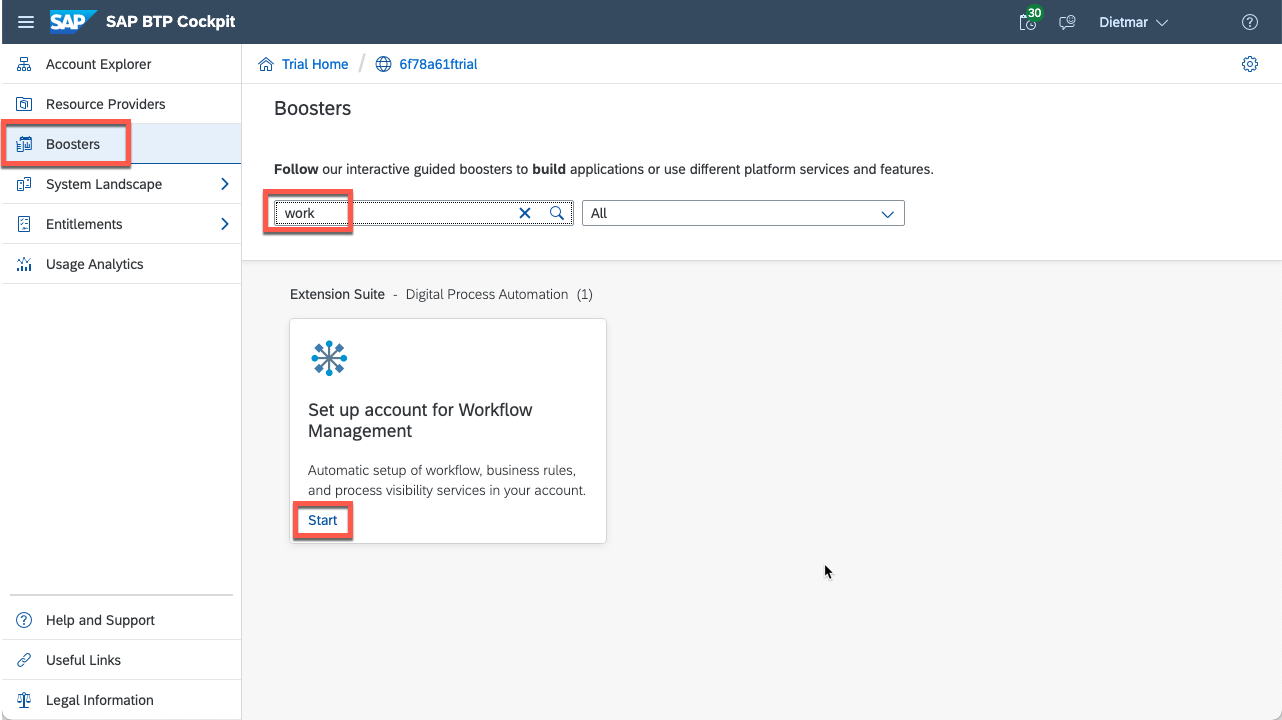 SAP SAP BTP Cockpit
30
Dietmar
Account Explorer
Resource Providers
Boosters
System Landscape
Entitlements
Usage Analytics
Help and Support
Useful Links
Legal Information
Trial Home / 6f78a61ftrial
Boosters
Follow our interactive guided boosters to build applications or use different platform services and features.
work
All
Extension Suite - Digital Process Automation (1)
Set up account for Workflow
Management
Automatic setup of workflow, business rules,
and process visibility services in your account.
Start